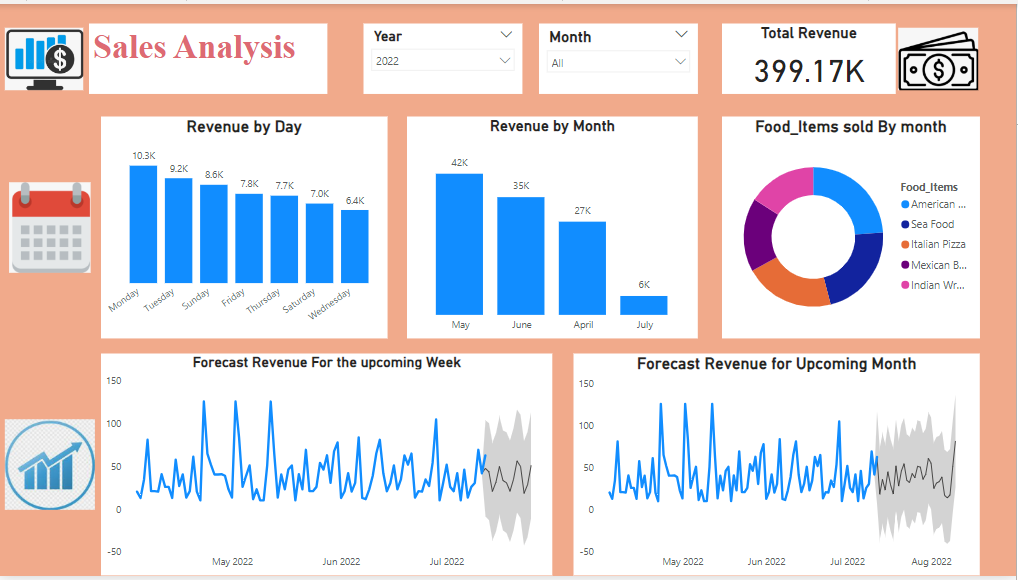 Sales Analysis
Year
2022
Month
All
Total Revenue
399.17K
$
$
Revenue by Day
10.3K
9.2K
8.6K
7.8K
7.7K
7.0K
6.4K
Monday
Tuesday
Sunday
Friday
Thursday
Saturday
Wednesday
Revenue by Month
42K
35K
27K
6K
May
June
April
July
Food_Items sold By month
Food_Items
American ...
Sea Food
Italian Pizza
Mexican B...
Indian Wr...
Forecast Revenue For the upcoming Week
150
100
50
0
-50
May 2022
Jun 2022
Jul 2022
Forecast Revenue for Upcoming Month
150
100
50
0
-50
May 2022
Jun 2022
Jul 2022
Aug 2022